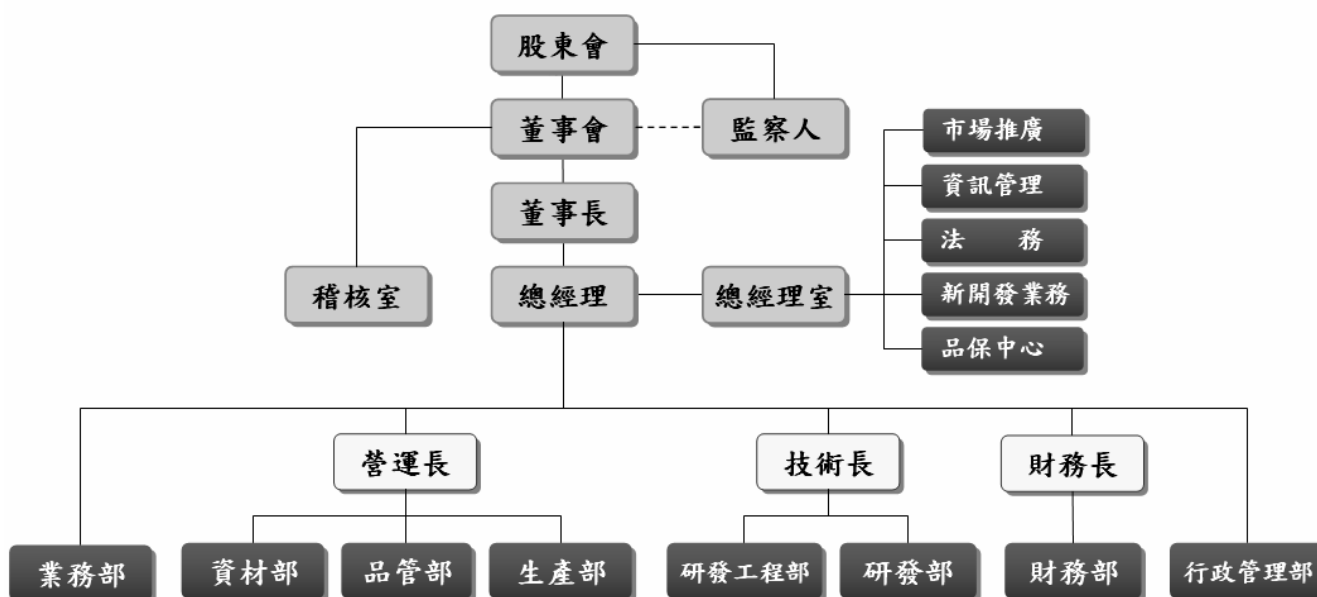 股東會
董事會
監察人
市場推廣
資訊管理
董事長
法 務
稽核室
總經理
總經理室
新開發業務
品保中心
營運長
技術長
財務長
業務部
資材部
品管部
生產部
研發工程部
研發部
財務部
行政管理部